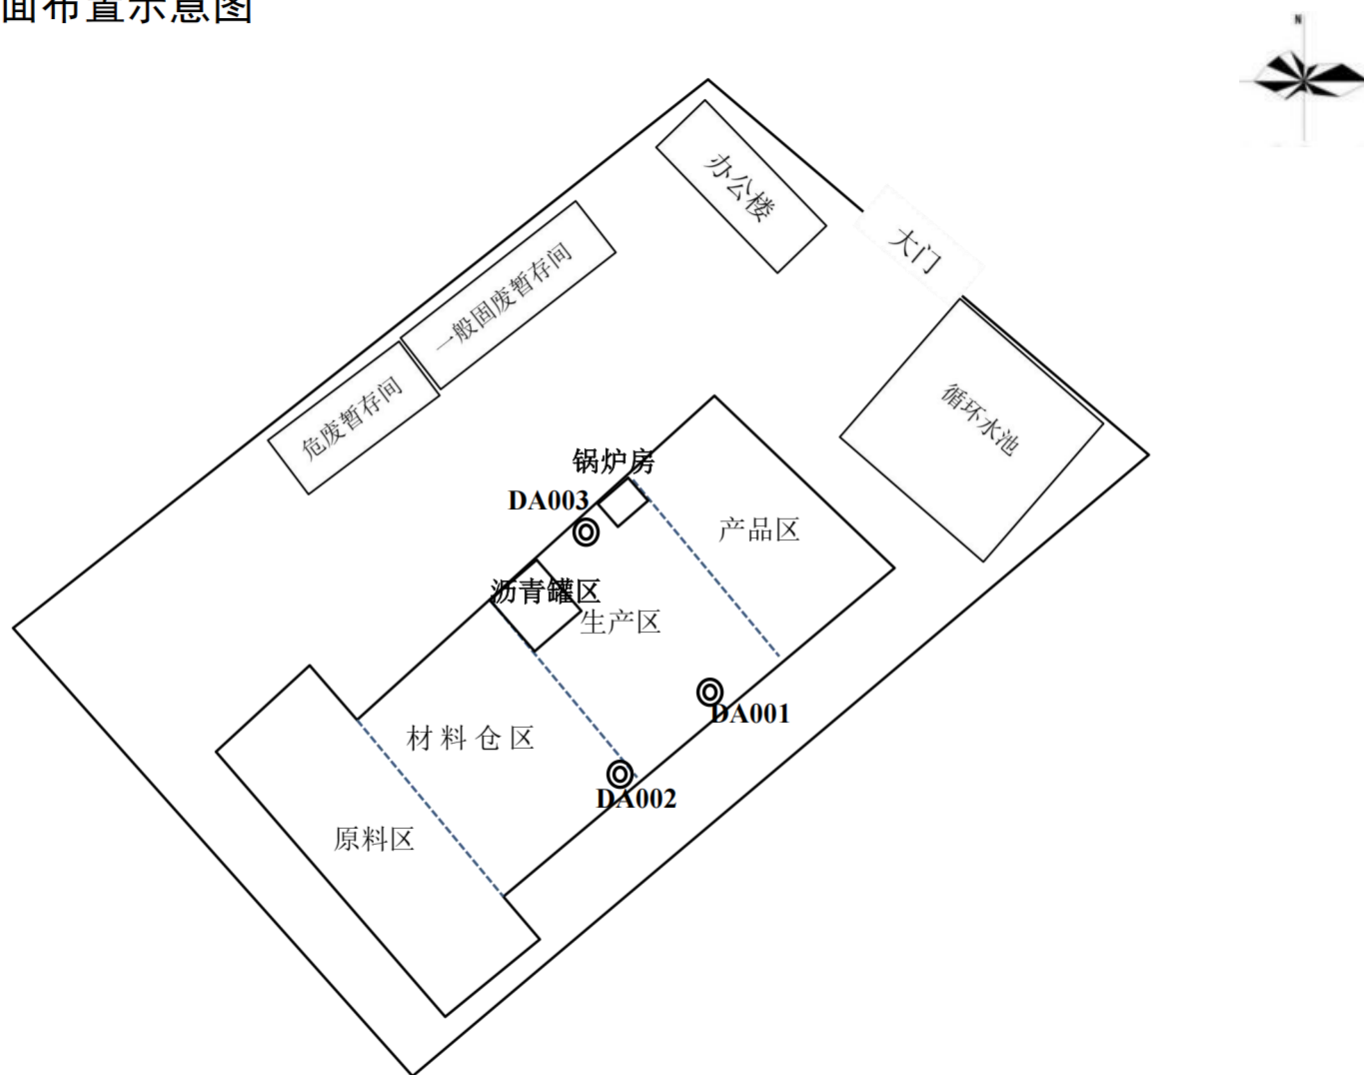 面布置示意图
N
办公楼
大门
一般固废暂存间
危废暂存间
循环水池
锅炉房
DA003
产品区
沥青罐区
生产区
DA001
材料仓区
DA002
原料区